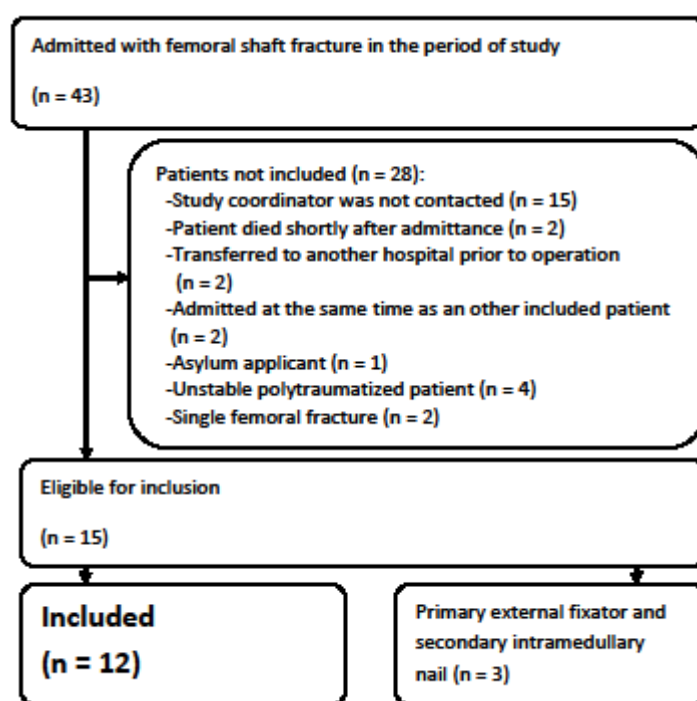 Admitted with femoral shaft fracture in the period of study
(n = 43)
Patients not included (n = 28):
-Study coordinator was not contacted (n = 15)
-Patient died shortly after admittance (n = 2)
-Transferred to another hospital prior to operation
(n = 2)
-Admitted at the same time as an other included patient
(n = 2)
-Asylum applicant (n = 1)
-Unstable polytraumatized patient (n = 4)
-Single femoral fracture (n = 2)
Eligible for inclusion
(n = 15)
Included
(n = 12)
Primary external fixator and
secondary intramedullary
nail (n = 3)